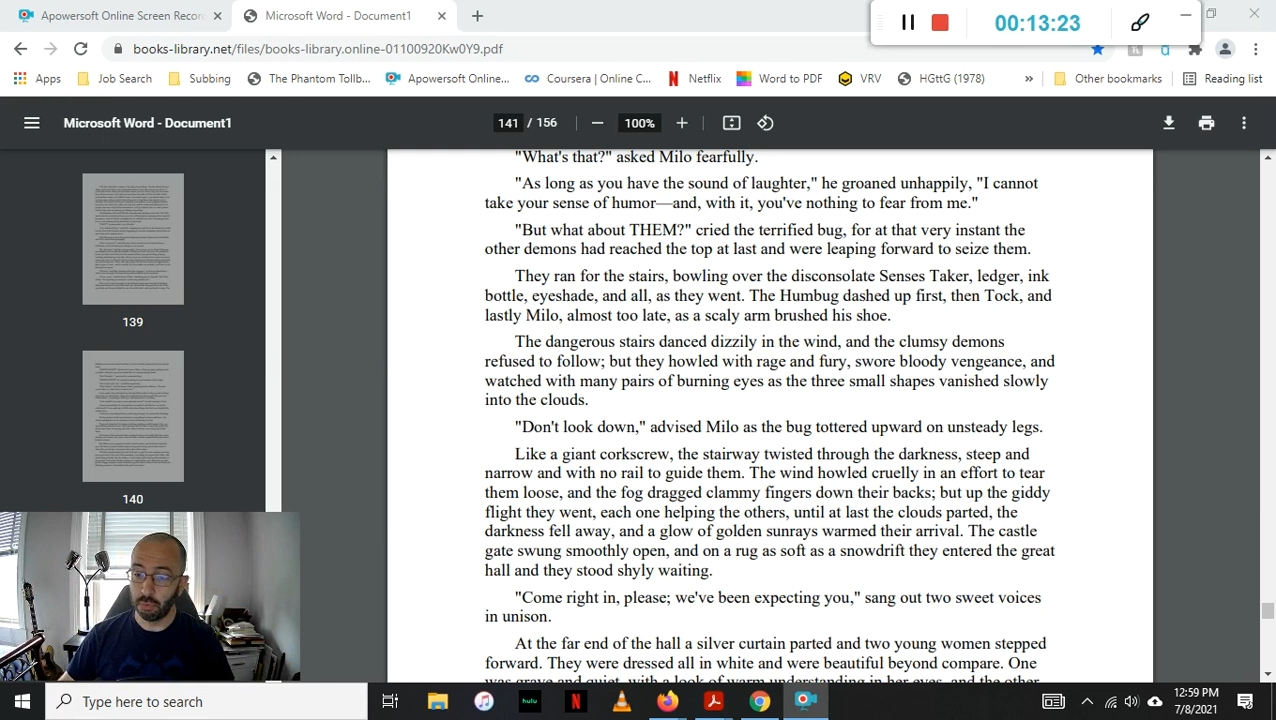 Apowersoft Online Screen Recor
Microsoft Word - Document1
00:13:23
books-library.net/files/books-library.online-01100920Kw0Y9.pdf
Apps
Job Search
Subbing
The Phantom Tollb...
Apowersoft Online...
Coursera | Online C...
Netflix
Word to PDF
VRV
HGttG (1978)
»
Other bookmarks
Reading list
Microsoft Word - Document1
141 / 156
100%
139
140
"What's that?" asked Milo fearfully.
"As long as you have the sound of laughter," he groaned unhappily, "I cannot
take your sense of humor—and, with it, you've nothing to fear from me."
"But what about THEM?" cried the terrified bug, for at that very instant the
other demons had reached the top at last and were leaping forward to seize them.
They ran for the stairs, bowling over the disconsolate Senses Taker, ledger, ink
bottle, eyeshade, and all, as they went. The Humbug dashed up first, then Tock, and
lastly Milo, almost too late, as a scaly arm brushed his shoe.
The dangerous stairs danced dizzily in the wind, and the clumsy demons
refused to follow; but they howled with rage and fury, swore bloody vengeance, and
watched with many pairs of burning eyes as the three small shapes vanished slowly
into the clouds.
"Don't look down," advised Milo as the bug tottered upward on unsteady legs.
Like a giant corkscrew, the stairway twisted through the darkness, steep and
narrow and with no rail to guide them. The wind howled cruelly in an effort to tear
them loose, and the fog dragged clammy fingers down their backs; but up the giddy
flight they went, each one helping the others, until at last the clouds parted, the
darkness fell away, and a glow of golden sunrays warmed their arrival. The castle
gate swung smoothly open, and on a rug as soft as a snowdrift they entered the great
hall and they stood shyly waiting.
"Come right in, please; we've been expecting you," sang out two sweet voices
in unison.
At the far end of the hall a silver curtain parted and two young women stepped
forward. They were dressed all in white and were beautiful beyond compare. One
was grave and quiet, with a look of warm understanding in her eyes, and the other
Type here to search
hulu
12:59 PM
7/8/2021